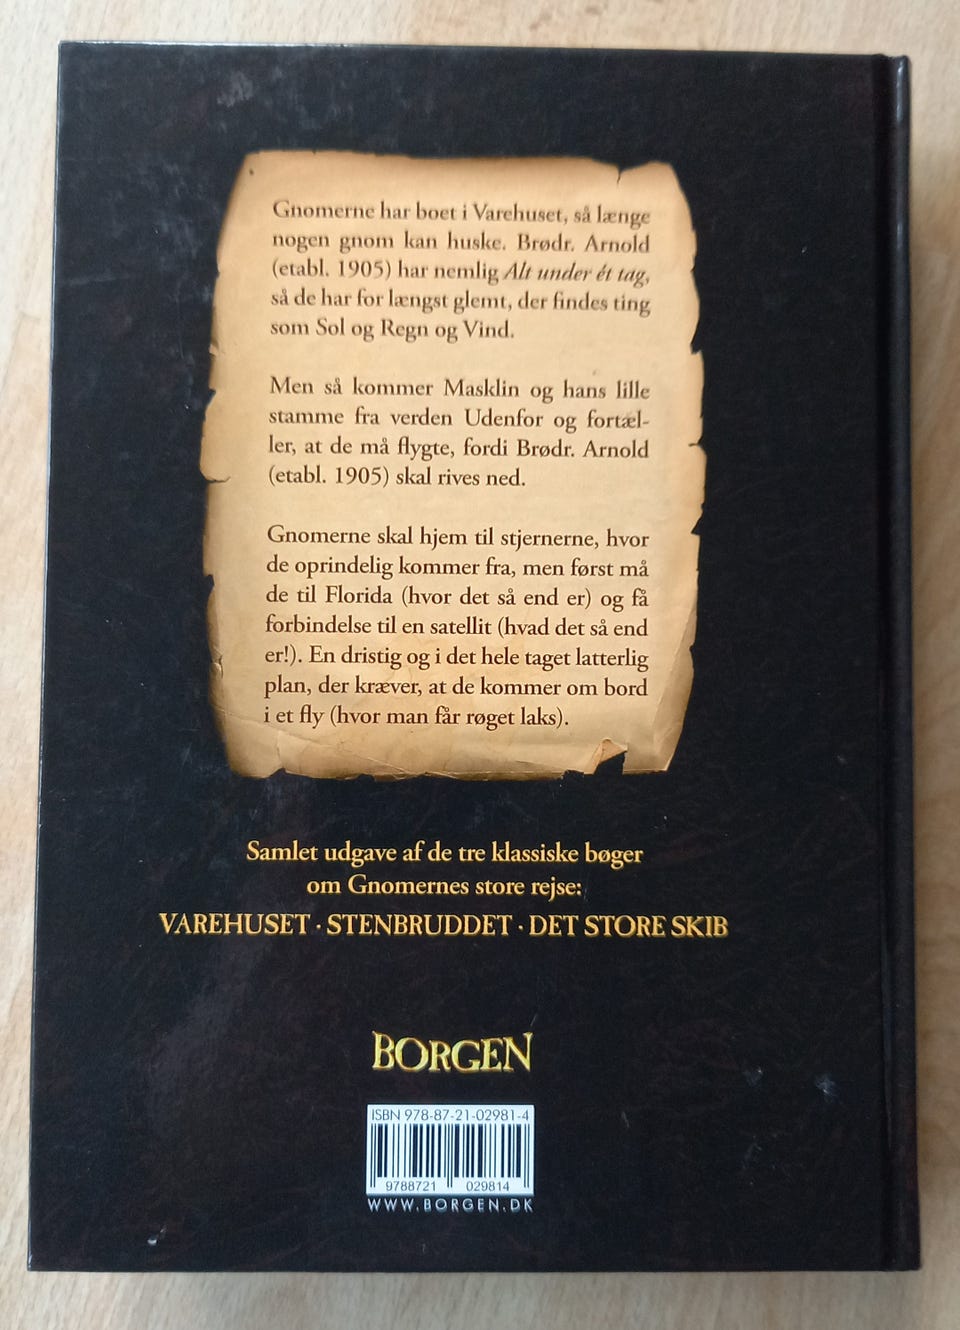 Gnomerne har boet i Varehuset, så længe
nogen gnom kan huske. Brødr. Arnold
(etabl. 1905) har nemlig Alt under ét tag,
så de har for længst glemt, der findes ting
som Sol og Regn og Vind.
Men så kommer Masklin og hans lille
stamme fra verden Udenfor og fortæl-
ler, at de må flygte, fordi Brødr. Arnold
(etabl. 1905) skal rives ned.
Gnomerne skal hjem til stjernerne, hvor
de oprindelig kommer fra, men først må
de til Florida (hvor det så end er) og få
forbindelse til en satellit (hvad det så end
er!). En dristig og i det hele taget latterlig
plan, der kræver, at de kommer om bord
i et fly (hvor man får røget laks).
Samlet udgave af de tre klassiske bøger
om Gnomernes store rejse:
VAREHUSET · STENBRUDDET · DET STORE SKIB
BORGEN
ISBN 978-87-21-02981-4
9788721 029814
WWW.BORGEN.DK